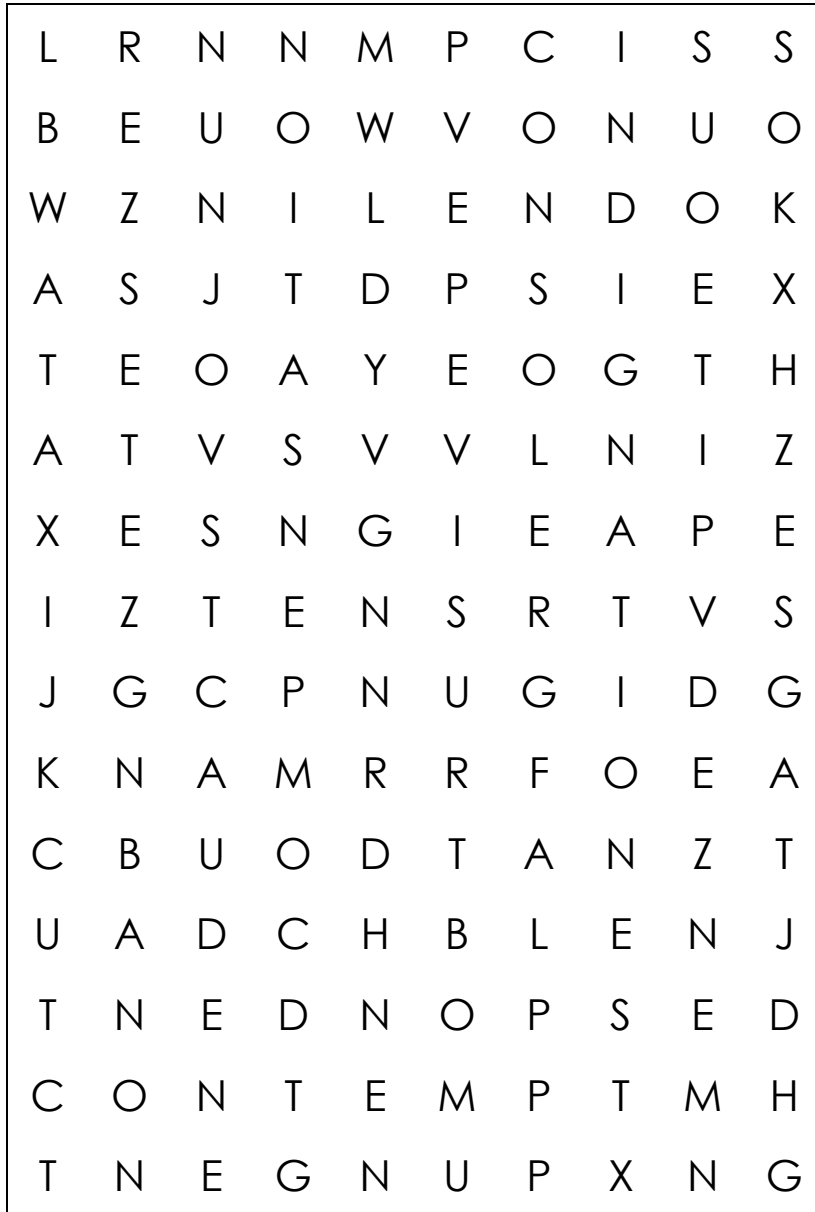 L R N N M P C I S S
B E U O W V O N U O
W Z N I L E N D O K
A S J T D P S I E X
T E O A Y E O G T H
A T V S V V L N I Z
X E S N G I E A P E
I Z T E N S R T V S
J G C P N U G I D G
K N A M R R F O E A
C B U O D T A N Z T
U A D C H B L E N J
T N E D N O P S E D
C O N T E M P T M H
T N E G N U P X N G